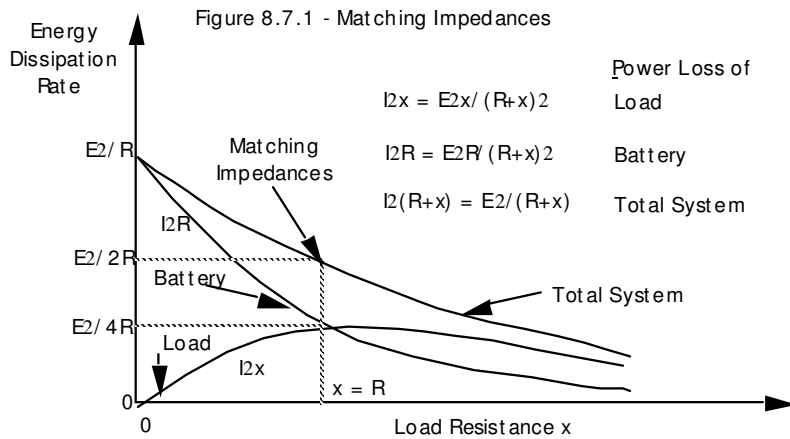 Figure 8.7.1 - Matching Impedances
Energy
Dissipation
Rate
Power Loss of
I2x = E2x/(R+x)2 Load
I2R = E2R/(R+x)2 Battery
I2(R+x) = E2/(R+x) Total System
E2/R
Matching
Impedances
I2R
E2/2R
Battery
Total System
E2/4R
Load
I2x
x = R
0
0
Load Resistance x